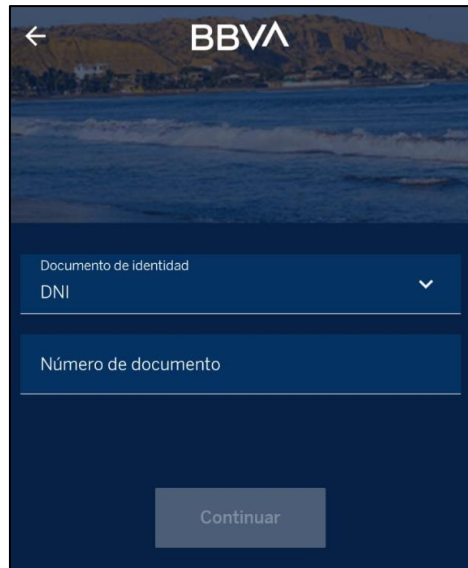 BBVA
Documento de identidad
DNI
Número de documento
Continuar